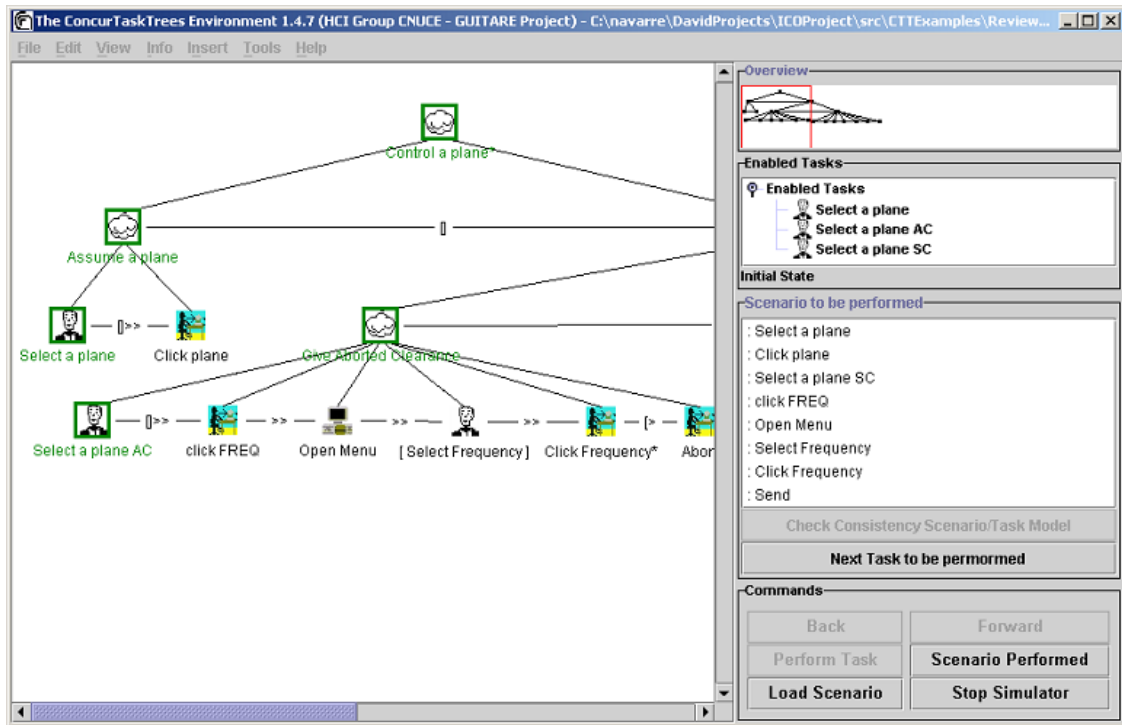 The ConcurTaskTrees Environment 1.4.7 (HCI Group CNUCE - GUITARE Project) - C:\navarre\DavidProjects\ICOProject\src\CTTExamples\Review...
File Edit View Info Insert Tools Help
Control a plane*
Assume a plane
[]
Select a plane
[]>>
Click plane
Give Aborted Clearance
Select a plane AC
[]>>
click FREQ
>>
Open Menu
>>
[Select Frequency]
>>
Click Frequency*
[>
Abor
Overview
Enabled Tasks
Enabled Tasks
Select a plane
Select a plane AC
Select a plane SC
Initial State
Scenario to be performed
: Select a plane
: Click plane
: Select a plane SC
: click FREQ
: Open Menu
: Select Frequency
: Click Frequency
: Send
Check Consistency Scenario/Task Model
Next Task to be permormed
Commands
Back Forward
Perform Task Scenario Performed
Load Scenario Stop Simulator